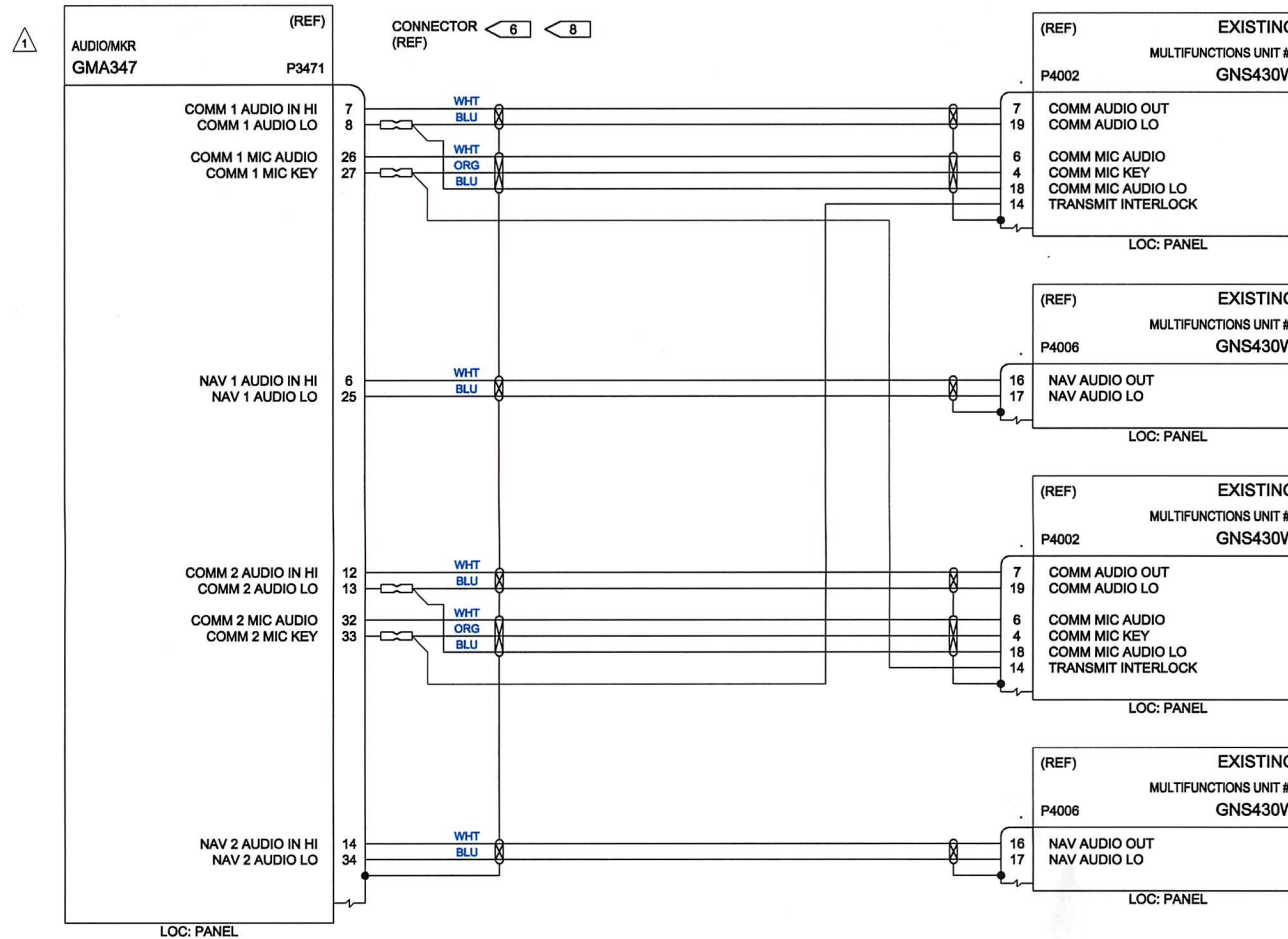 1
(REF)
AUDIO/MKR
GMA347 P3471
CONNECTOR 6 8
(REF)
COMM 1 AUDIO IN HI 7 WHT
COMM 1 AUDIO LO 8 BLU
COMM 1 MIC AUDIO 26 WHT
COMM 1 MIC KEY 27 ORG
BLU
NAV 1 AUDIO IN HI 6 WHT
NAV 1 AUDIO LO 25 BLU
COMM 2 AUDIO IN HI 12 WHT
COMM 2 AUDIO LO 13 BLU
COMM 2 MIC AUDIO 32 WHT
COMM 2 MIC KEY 33 ORG
BLU
NAV 2 AUDIO IN HI 14 WHT
NAV 2 AUDIO LO 34 BLU
LOC: PANEL
(REF) EXISTING
MULTIFUNCTIONS UNIT #
P4002 GNS430W
7 COMM AUDIO OUT
19 COMM AUDIO LO
6 COMM MIC AUDIO
4 COMM MIC KEY
18 COMM MIC AUDIO LO
14 TRANSMIT INTERLOCK
LOC: PANEL
(REF) EXISTING
MULTIFUNCTIONS UNIT #
P4006 GNS430W
16 NAV AUDIO OUT
17 NAV AUDIO LO
LOC: PANEL
(REF) EXISTING
MULTIFUNCTIONS UNIT #
P4002 GNS430W
7 COMM AUDIO OUT
19 COMM AUDIO LO
6 COMM MIC AUDIO
4 COMM MIC KEY
18 COMM MIC AUDIO LO
14 TRANSMIT INTERLOCK
LOC: PANEL
(REF) EXISTING
MULTIFUNCTIONS UNIT #
P4006 GNS430W
16 NAV AUDIO OUT
17 NAV AUDIO LO
LOC: PANEL